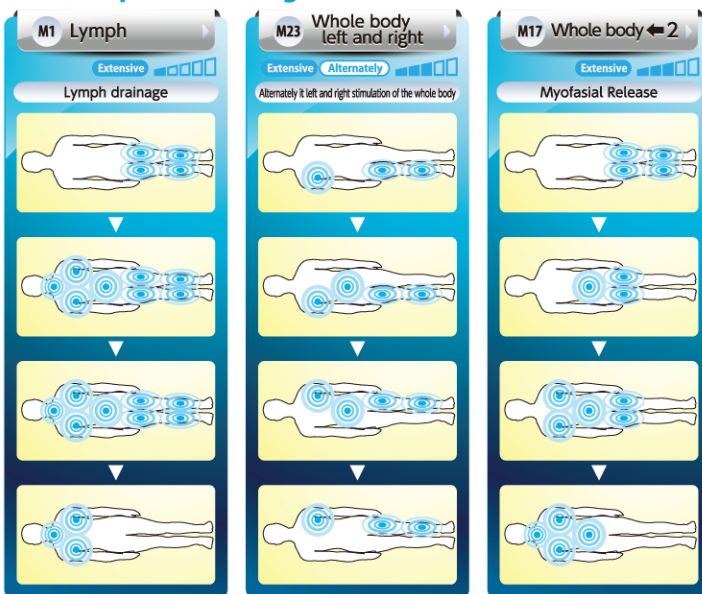 M1 Lymph
Extensive
Lymph drainage
M23 Whole body
left and right
Extensive Alternately
Alternately it left and right stimulation of the whole body
M17 Whole body ⬅ 2
Extensive
Myofasial Release